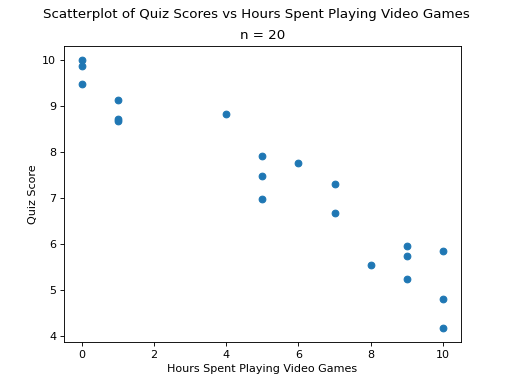 Scatterplot of Quiz Scores vs Hours Spent Playing Video Games
n = 20
10
9
8
7
6
5
4
Quiz Score
0 2 4 6 8 10
Hours Spent Playing Video Games